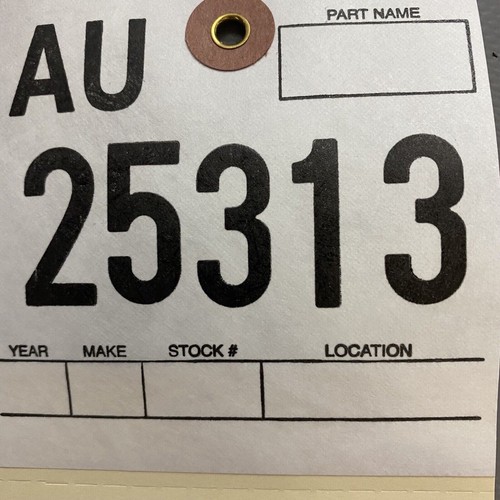 PART NAME
AU
25313
YEAR MAKE STOCK # LOCATION